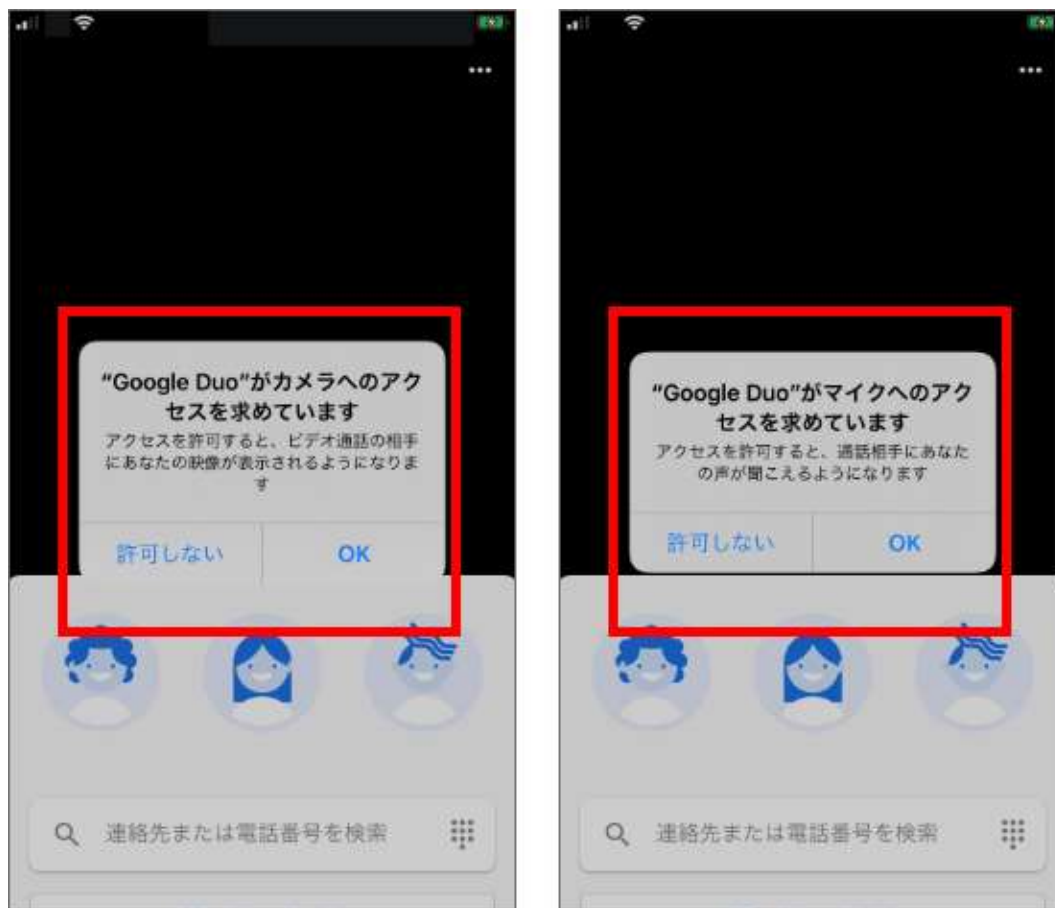 “Google Duo”がカメラへのアク
セスを求めています
アクセスを許可すると、ビデオ通話の相手
にあなたの映像が表示されるようになりま
す
許可しない
OK
連絡先または電話番号を検索
“Google Duo”がマイクへのアク
セスを求めています
アクセスを許可すると、通話相手にあなた
の声が聞こえるようになります
許可しない
OK
連絡先または電話番号を検索